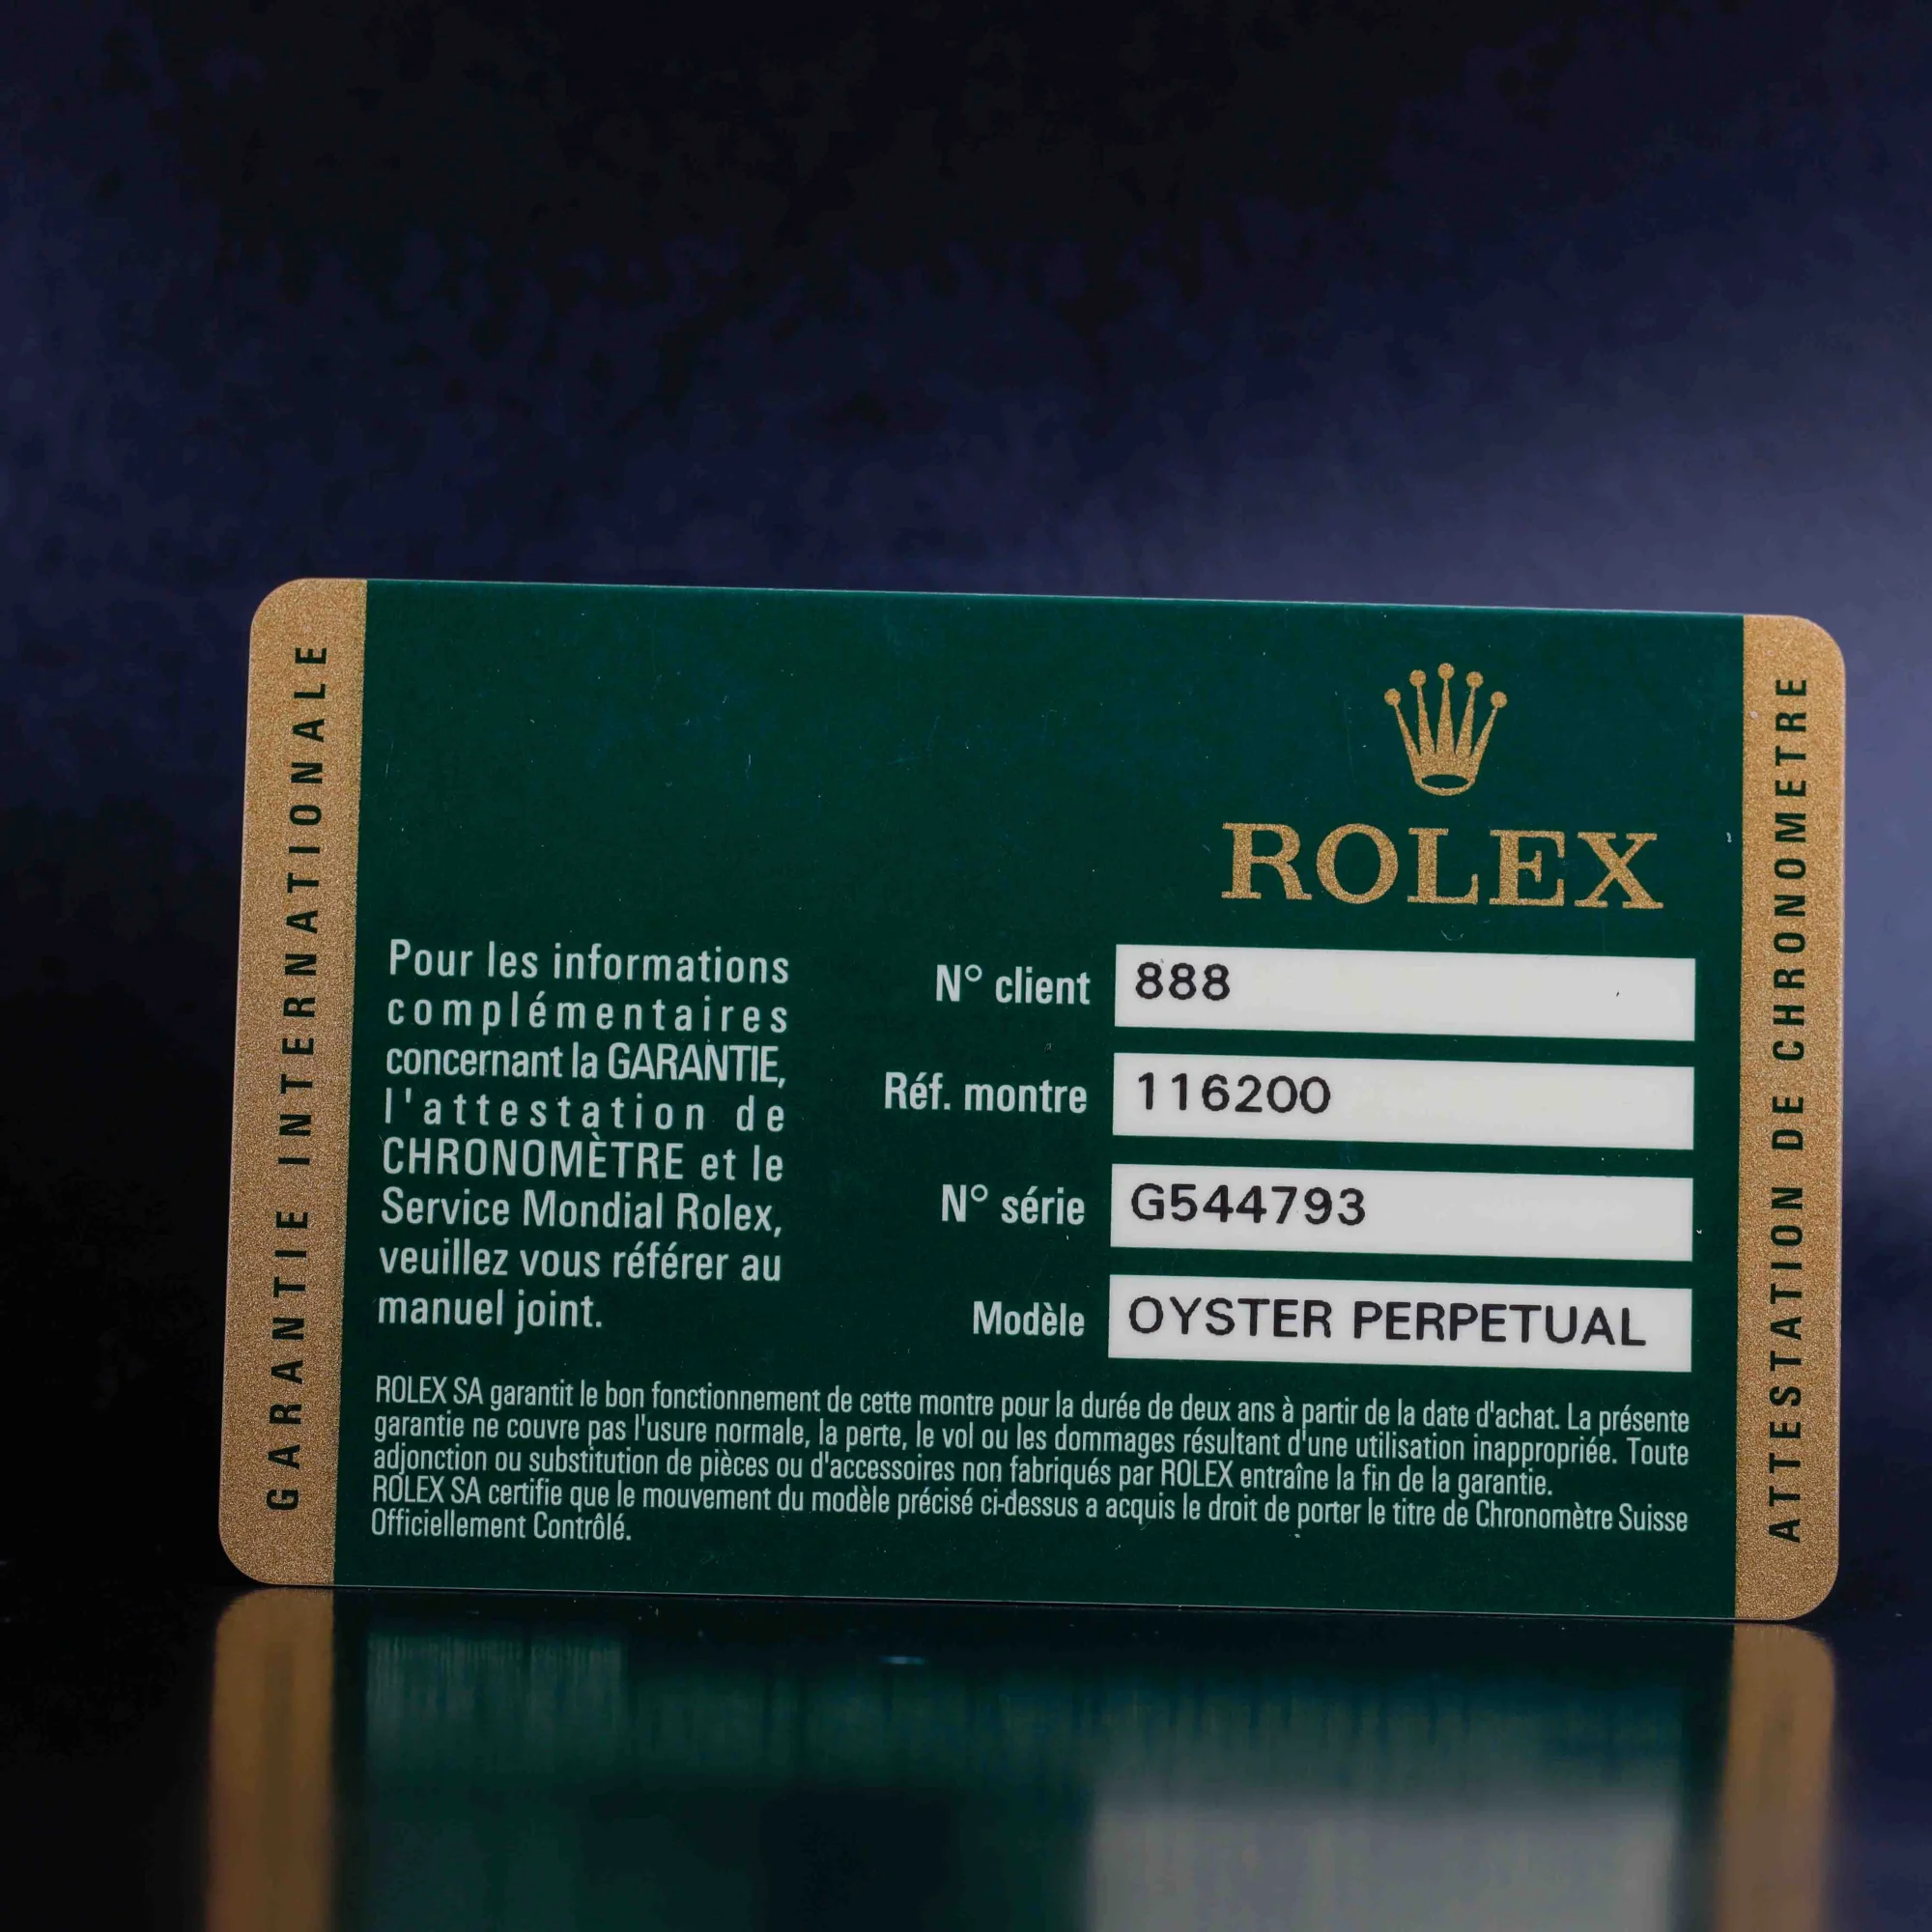 GARANTIE INTERNATIONALE
ROLEX
Pour les informations
complémentaires
concernant la GARANTIE,
l'attestation de
CHRONOMÈTRE et le
Service Mondial Rolex,
veuillez vous référer au
manuel joint.
N° client 888
Réf. montre 116200
N° série G544793
Modèle OYSTER PERPETUAL
ROLEX SA garantit le bon fonctionnement de cette montre pour la durée de deux ans à partir de la date d'achat. La présente
garantie ne couvre pas l'usure normale, la perte, le vol ou les dommages résultant d'une utilisation inappropriée. Toute
adjonction ou substitution de pièces ou d'accessoires non fabriqués par ROLEX entraîne la fin de la garantie.
ROLEX SA certifie que le mouvement du modèle précisé ci-dessus a acquis le droit de porter le titre de Chronomètre Suisse
Officiellement Contrôlé.
ATTESTATION DE CHRONOMETRE